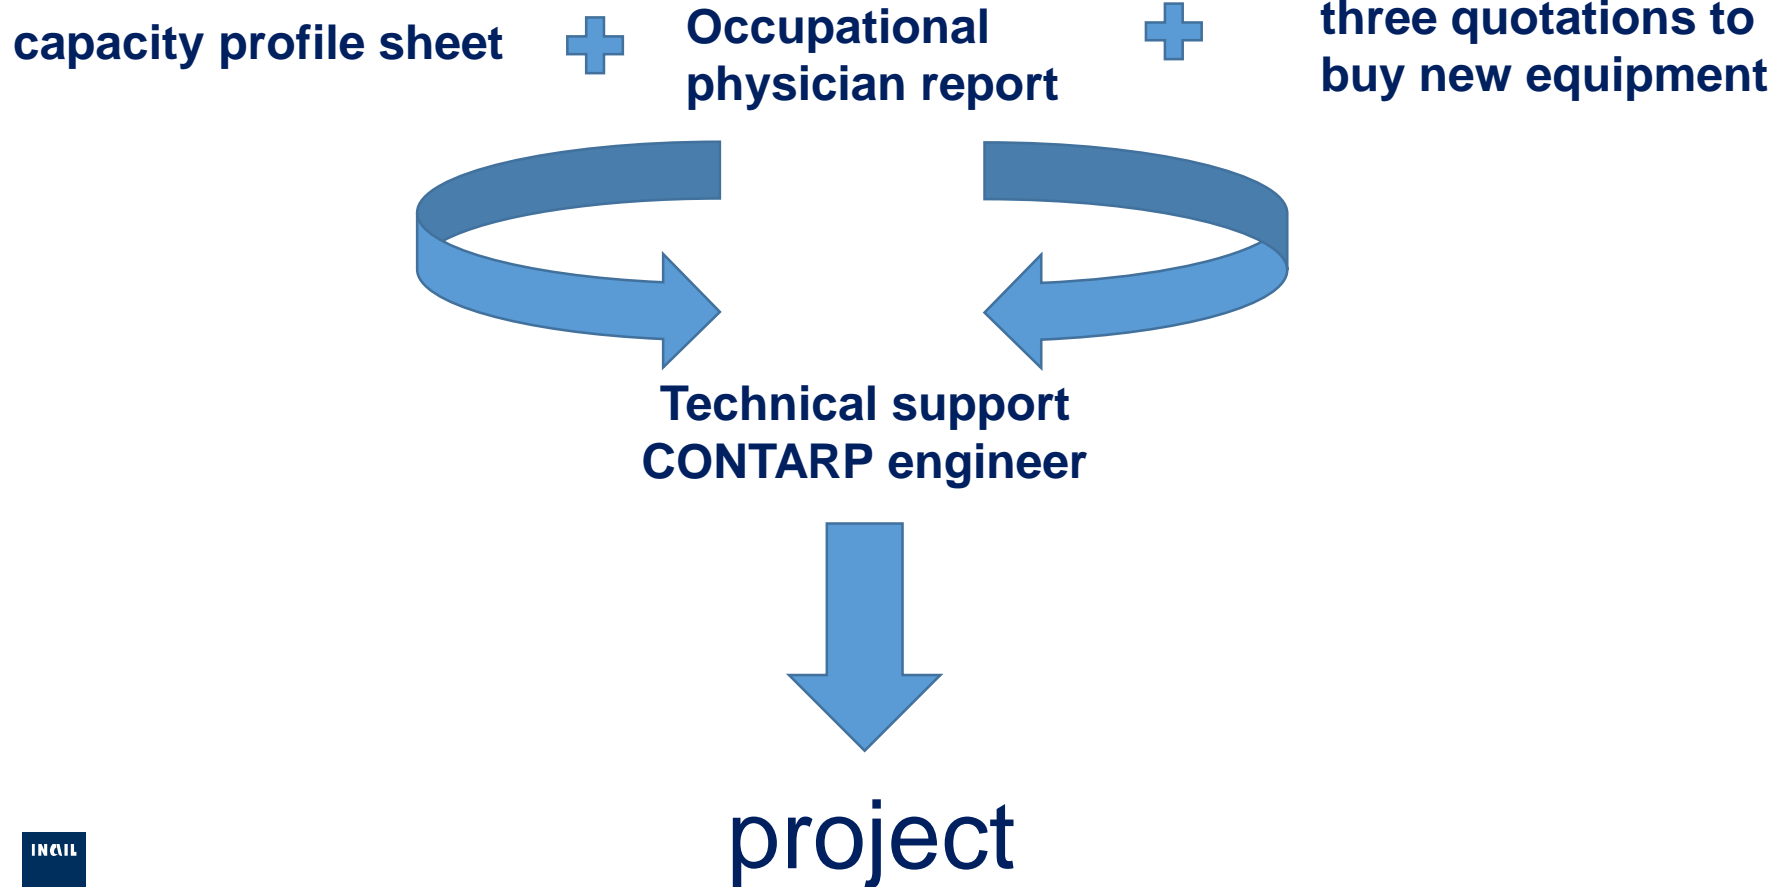 capacity profile sheet
Occupational
physician report
three quotations to
buy new equipment
Technical support
CONTARP engineer
project
INAIL